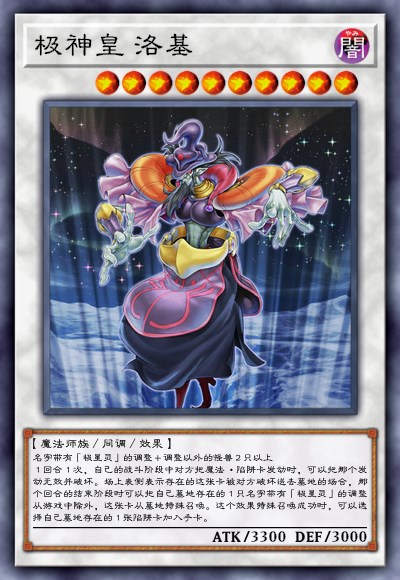 极神皇 洛基
やみ
闇
【魔法师族/同调/效果】
名字带有「极星灵」的调整+调整以外的怪兽2只以上
1回合1次，自己的战斗阶段中对方把魔法·陷阱卡发动时，可以把那个发
动无效并破坏。场上表侧表示存在的这张卡被对方破坏送去墓地的场合，那
个回合的结束阶段时可以把自己墓地存在的1只名字带有「极星灵」的调整
从游戏中除外，这张卡从墓地特殊召唤。这个效果特殊召唤成功时，可以选
择自己墓地存在的1张陷阱卡加入手卡。
ATK/3300 DEF/3000